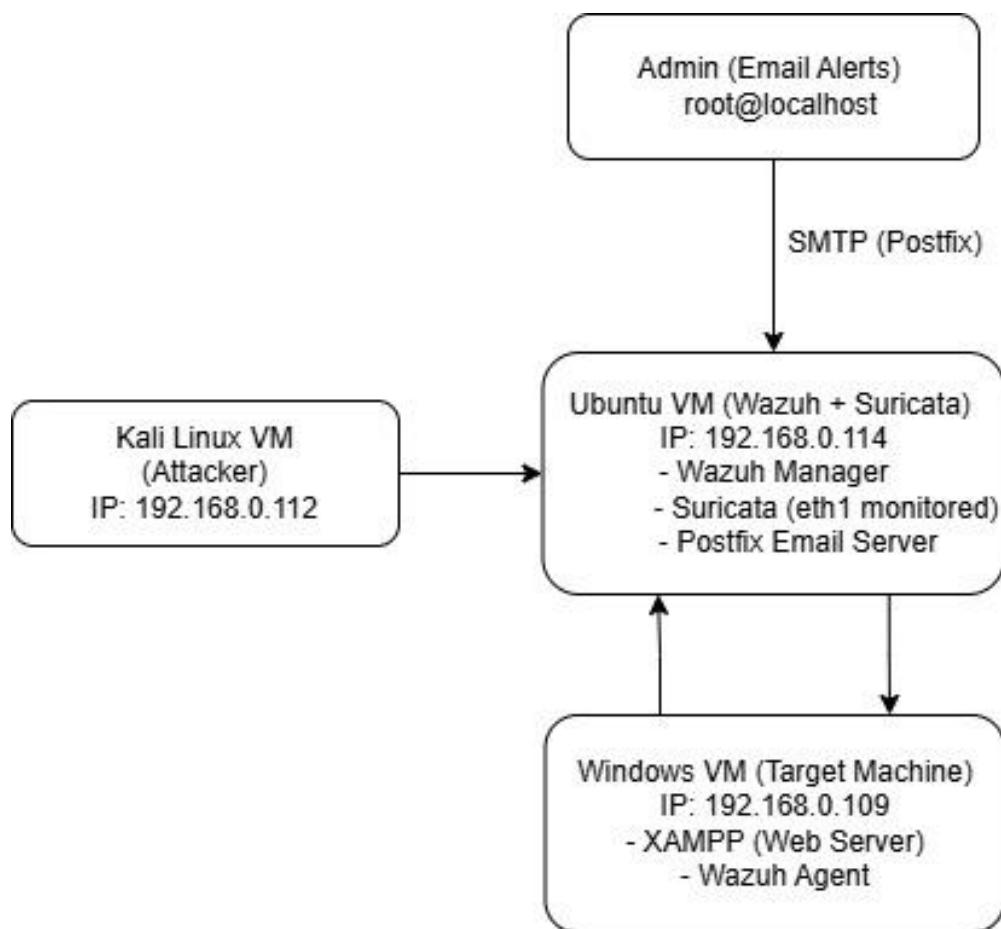 Admin (Email Alerts)
root@localhost
SMTP (Postfix)
Kali Linux VM
(Attacker)
IP: 192.168.0.112
Ubuntu VM (Wazuh + Suricata)
IP: 192.168.0.114
- Wazuh Manager
- Suricata (eth1 monitored)
- Postfix Email Server
Windows VM (Target Machine)
IP: 192.168.0.109
- XAMPP (Web Server)
- Wazuh Agent